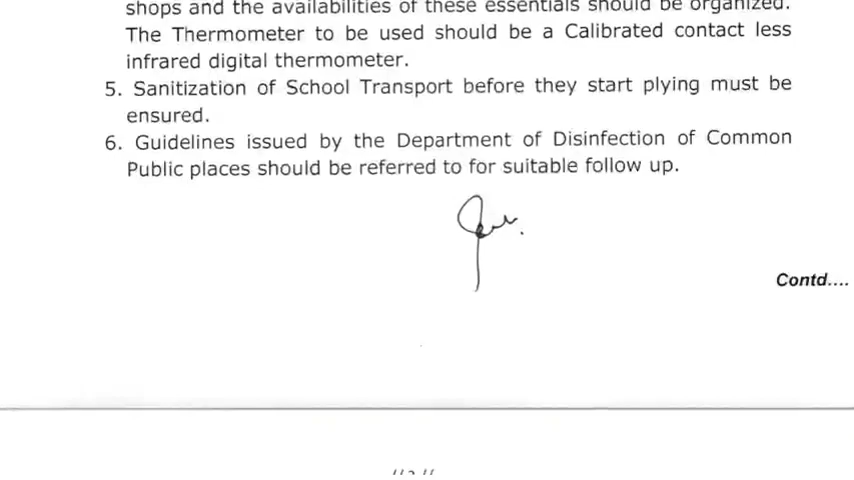 shops and the availabilities of these essentials should be organized.
The Thermometer to be used should be a Calibrated contact less
infrared digital thermometer.
5. Sanitization of School Transport before they start plying must be
ensured.
6. Guidelines issued by the Department of Disinfection of Common
Public places should be referred to for suitable follow up.
Contd....